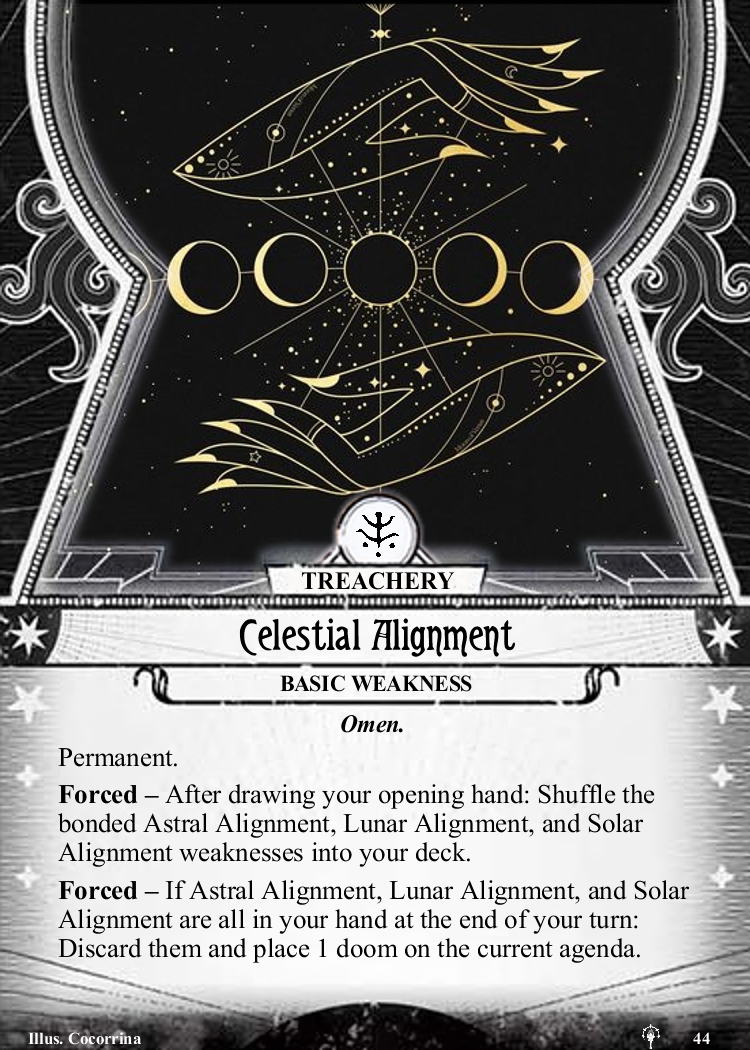 TREACHERY
Celestial Alignment
BASIC WEAKNESS
Omen.
Permanent.
Forced – After drawing your opening hand: Shuffle the
bonded Astral Alignment, Lunar Alignment, and Solar
Alignment weaknesses into your deck.
Forced – If Astral Alignment, Lunar Alignment, and Solar
Alignment are all in your hand at the end of your turn:
Discard them and place 1 doom on the current agenda.
Illus. Cocorrina
44